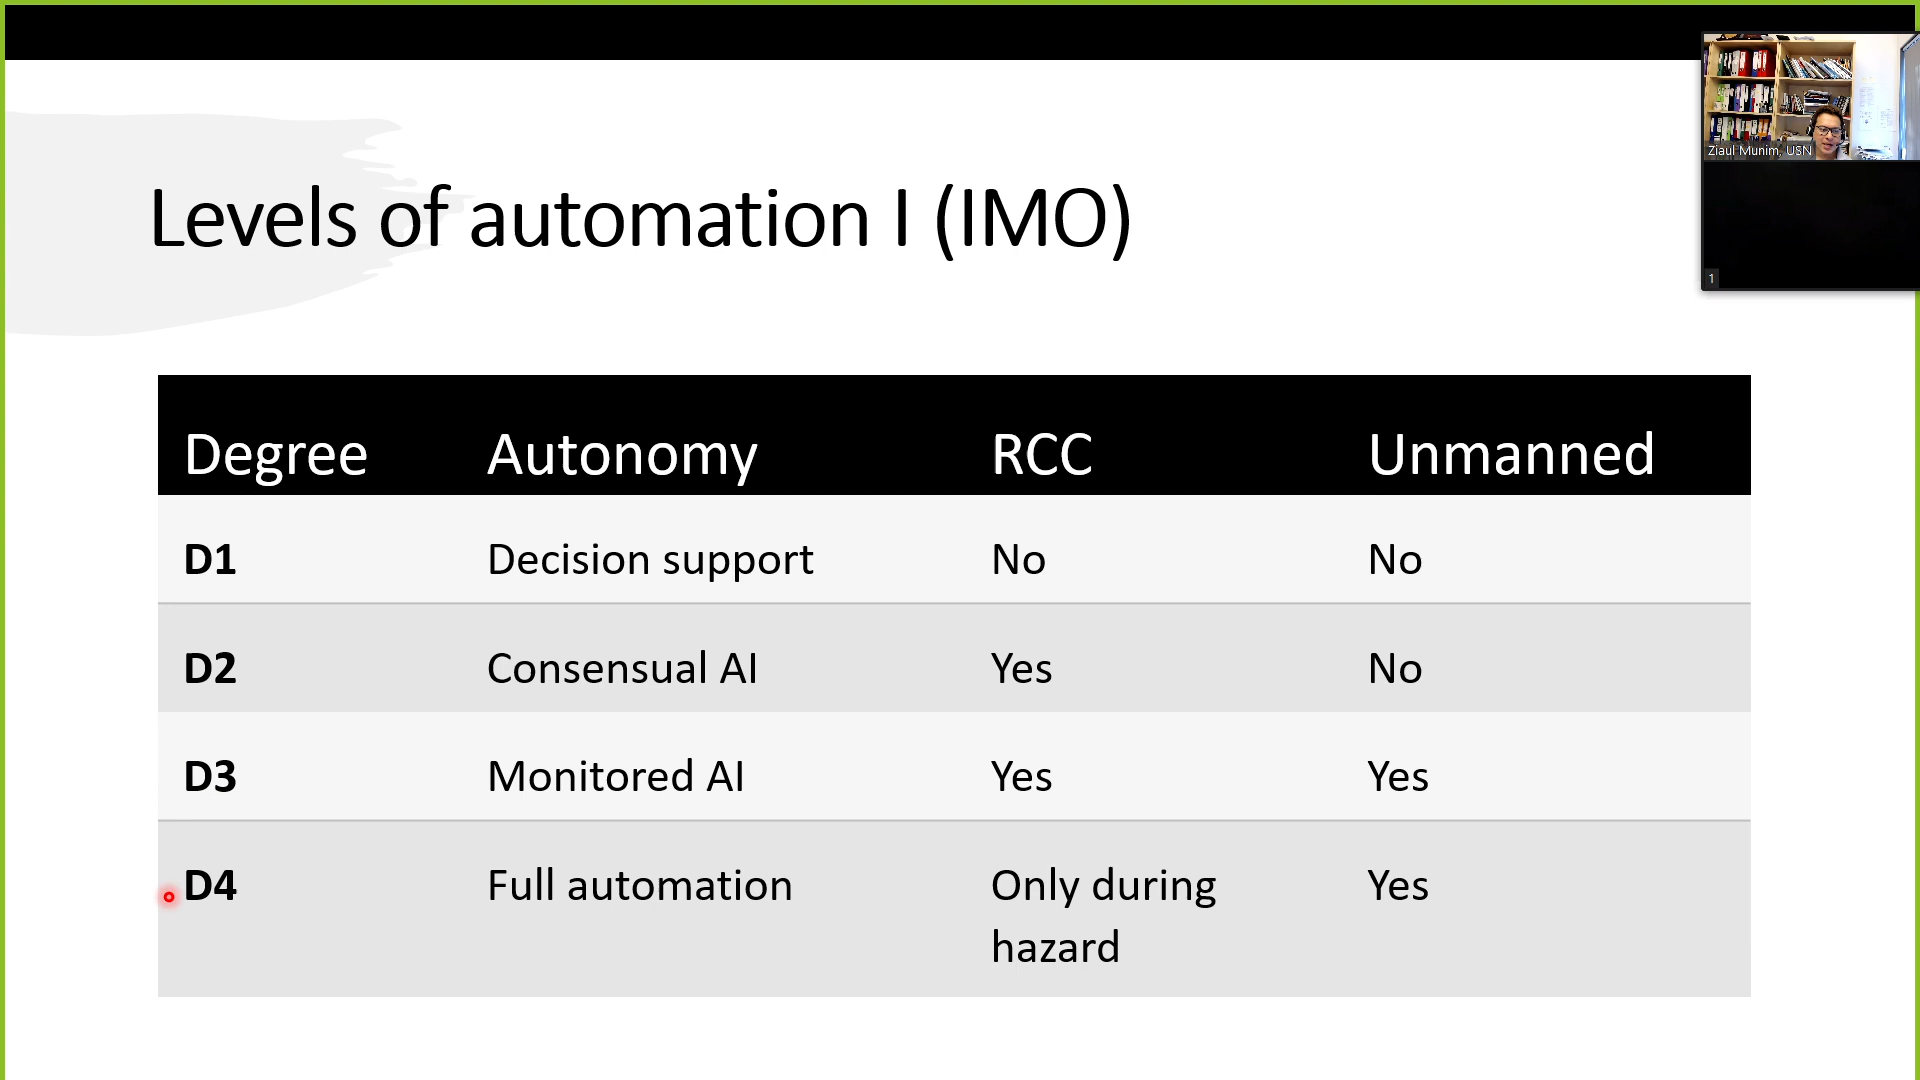 Levels of automation I (IMO)
Ziaul Munim, USN
1
Degree Autonomy RCC Unmanned
D1 Decision support No No
D2 Consensual AI Yes No
D3 Monitored AI Yes Yes
D4 Full automation Only during Yes
hazard